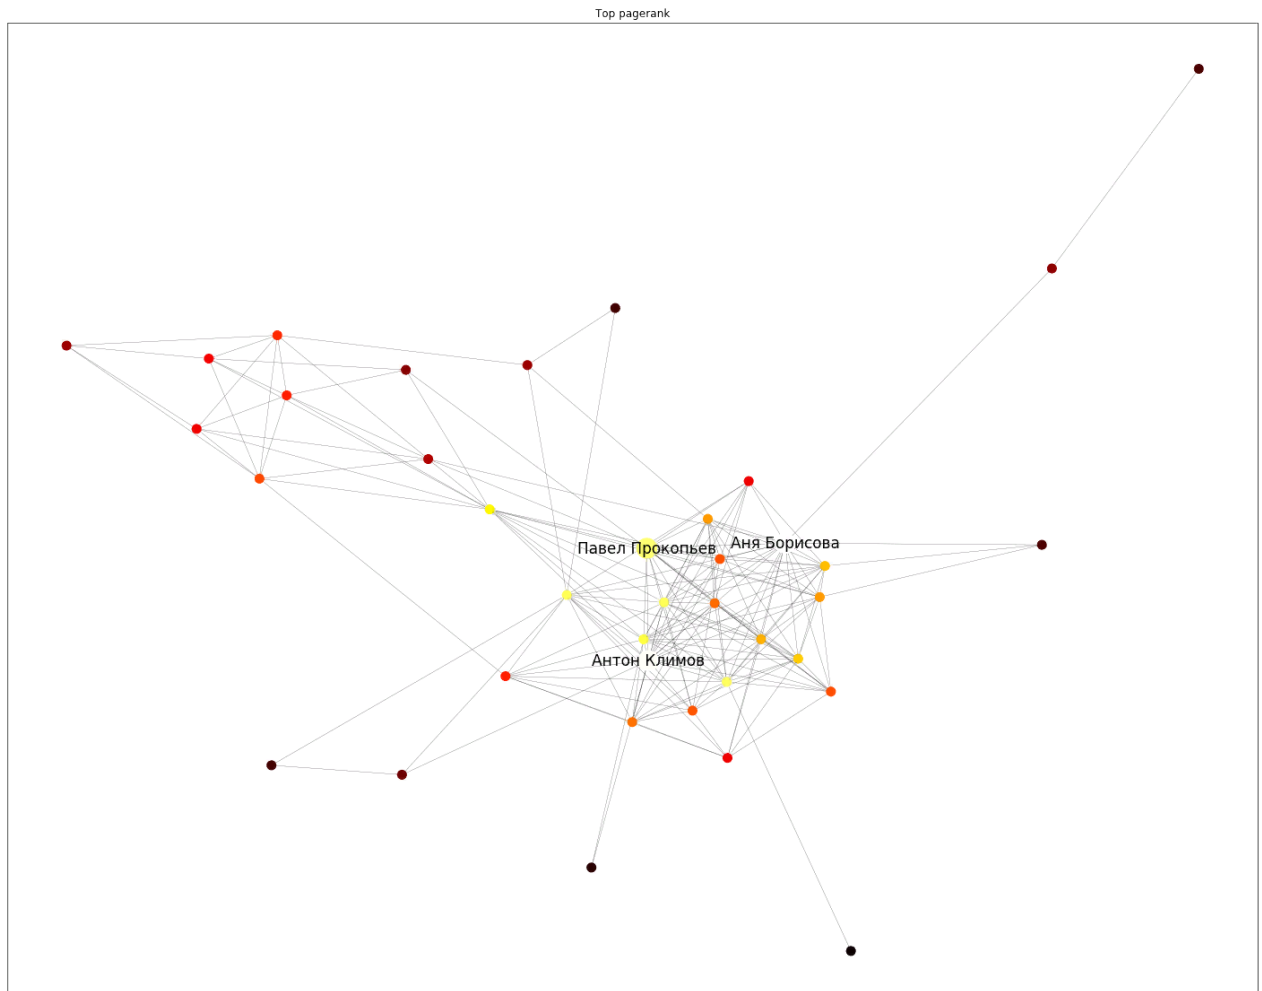 Top pagerank
Аня Борисова
Павел Прокопьев
Антон Климов